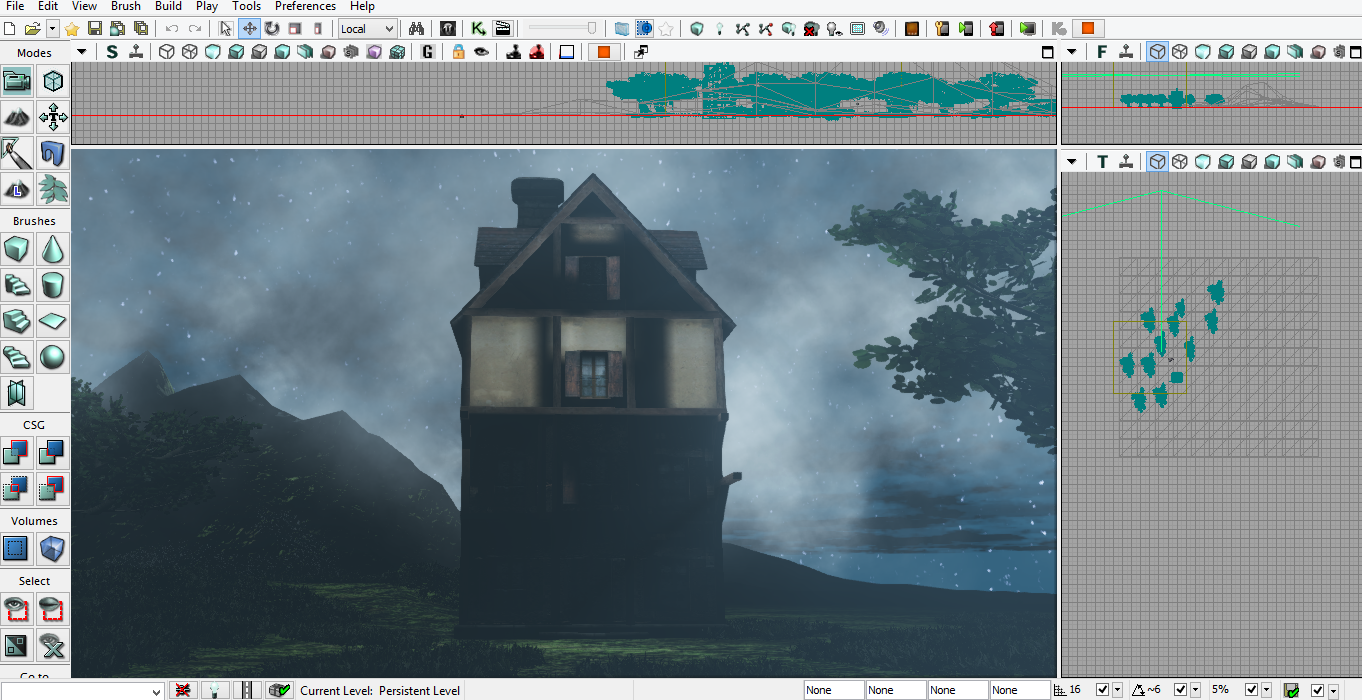 File Edit View Brush Build Play Tools Preferences Help
Local
Modes
S
G
F
T
L
Brushes
CSG
Volumes
Select
Go to
Current Level: Persistent Level
None None None None 16 ~6 5%